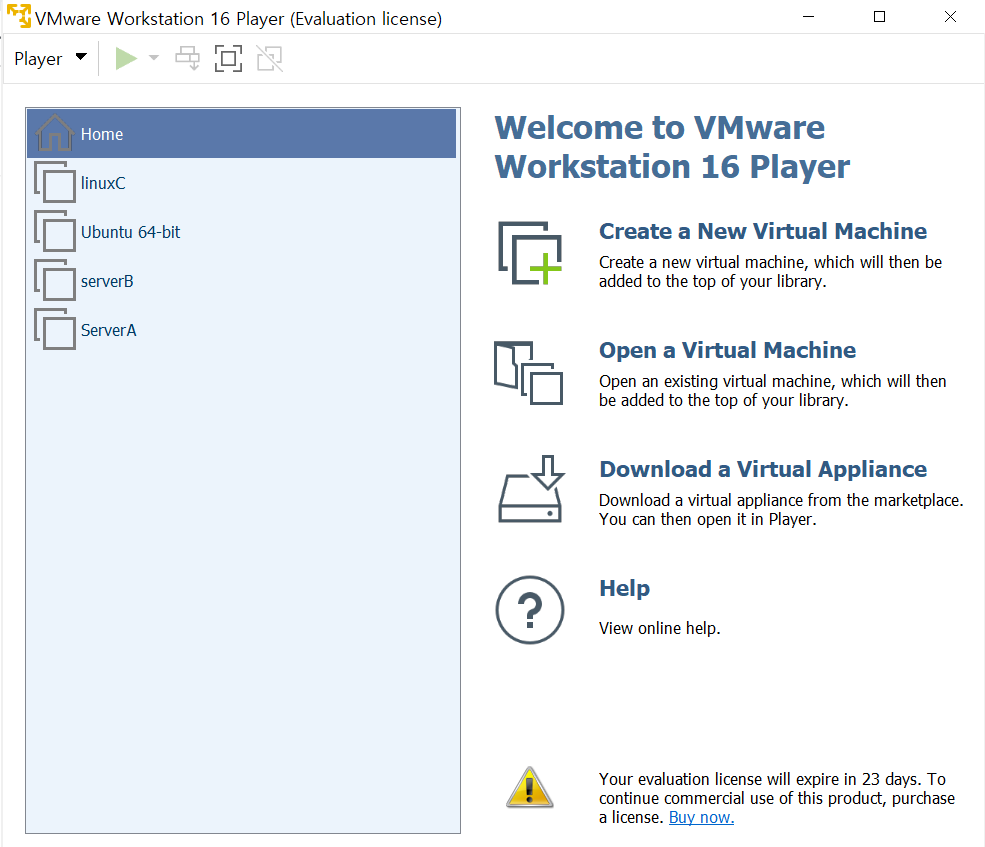 VMware Workstation 16 Player (Evaluation license)
Player
Home
linuxC
Ubuntu 64-bit
serverB
ServerA
Welcome to VMware
Workstation 16 Player
Create a New Virtual Machine
Create a new virtual machine, which will then be
added to the top of your library.
Open a Virtual Machine
Open an existing virtual machine, which will then
be added to the top of your library.
Download a Virtual Appliance
Download a virtual appliance from the marketplace.
You can then open it in Player.
?
Help
View online help.
!
Your evaluation license will expire in 23 days. To
continue commercial use of this product, purchase
a license. Buy now.